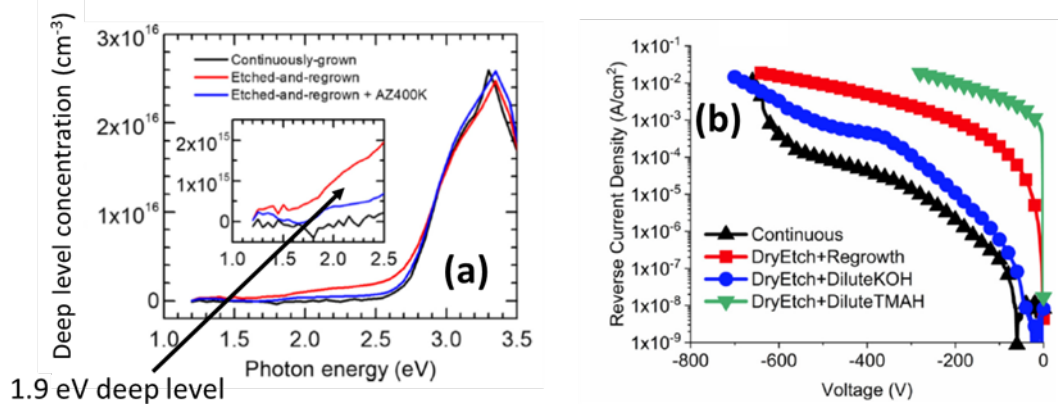 Deep level concentration (cm-3)
3x10^16
2x10^16
1x10^16
0
Continuously-grown
Etched-and-regrown
Etched-and-regrown + AZ400K
2x10^15
1x10^15
0
1.0 1.5 2.0 2.5
(a)
1.0 1.5 2.0 2.5 3.0 3.5
Photon energy (eV)
1.9 eV deep level
Reverse Current Density (A/cm^2)
1x10^-1
1x10^-2
1x10^-3
1x10^-4
1x10^-5
1x10^-6
1x10^-7
1x10^-8
1x10^-9
(b)
Continuous
DryEtch+Regrowth
DryEtch+DiluteKOH
DryEtch+DiluteTMAH
-800 -600 -400 -200 0
Voltage (V)